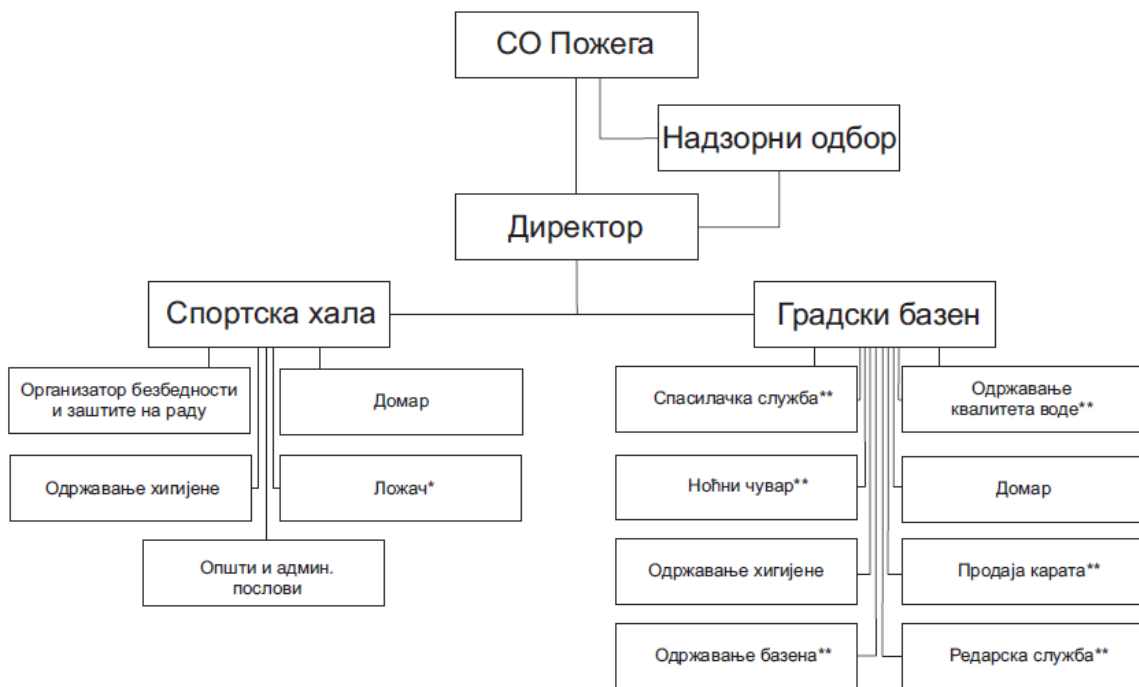 СО Пожега
Надзорни одбор
Директор
Спортска хала
Градски базен
Организатор безбедности
и заштите на раду
Домар
Спасилачка служба**
Одржавање
квалитета воде**
Одржавање хигијене
Ложач*
Ноћни чувар**
Домар
Општи и админ.
послови
Одржавање хигијене
Продаја карата**
Одржавање базена**
Редарска служба**